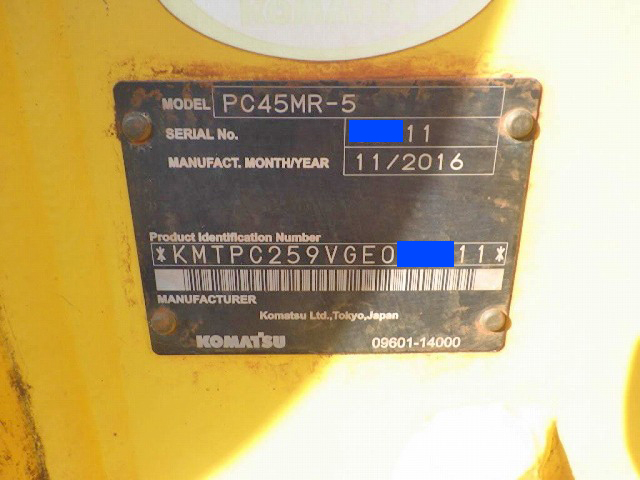 MODEL PC45MR-5
SERIAL No. 11
MANUFACT. MONTH/YEAR 11/2016
Product Identification Number
*KMTPC259VGE0 11*
MANUFACTURER
Komatsu Ltd.,Tokyo,Japan
KOMATSU 09601-14000